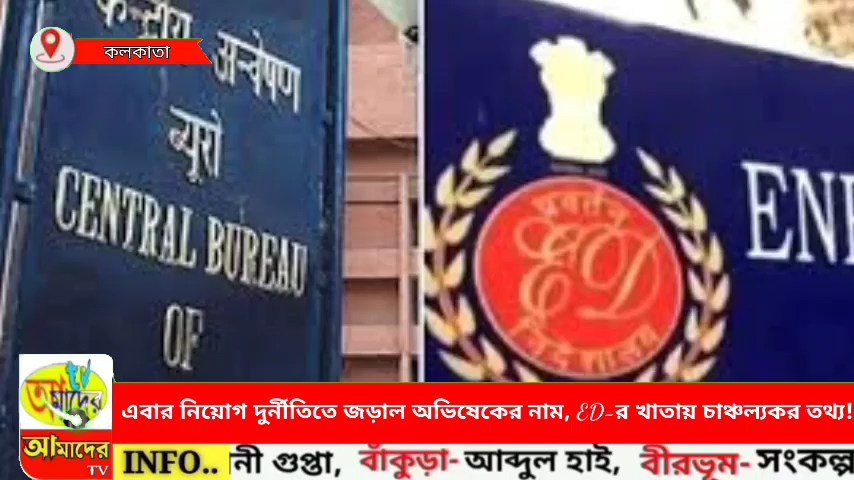 কলকাতা
केन्द्रीय अन्वेषण
ब्यूरो
CENTRAL BUREAU
OF
प्रवर्तन
ED
निदेशालय
এবার নিয়োগ দুর্নীতিতে জড়াল অভিষেকের নাম, ED-র খাতায় চাঞ্চল্যকর তথ্য!
আমাদের
tv
আমাদের
TV
INFO.. নী গুপ্তা, বাঁকুড়া- আব্দুল হাই, বীরভূম- সংকল্প